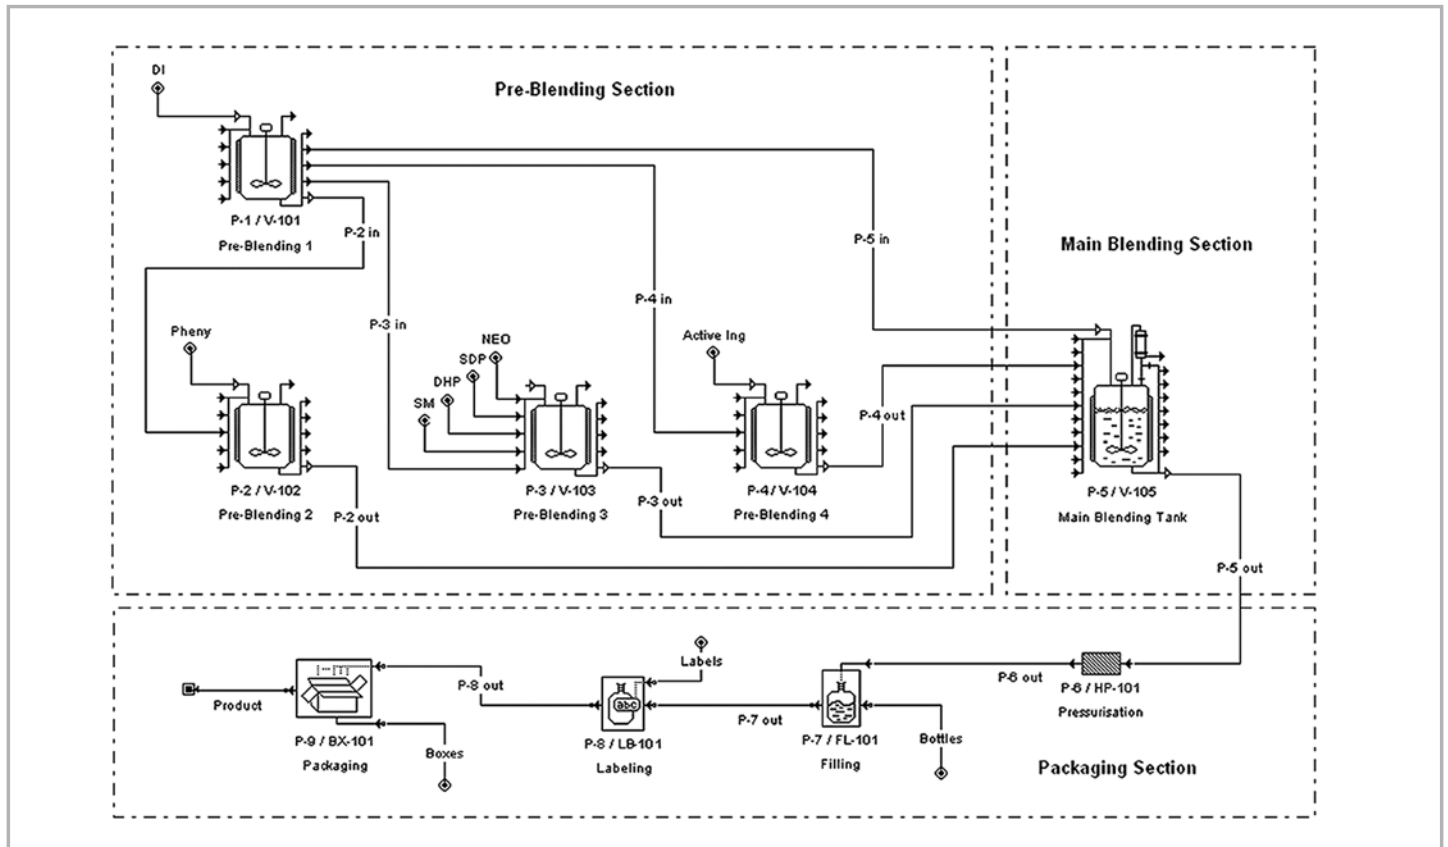 DI
Pre-Blending Section
P-1 / V-101
Pre-Blending 1
P-2 in
P-5 in
Main Blending Section
P-4 in
P-3 in
Pheny
NEO
Active Ing
SDP
DHP
SM
P-4 out
P-2 / V-102
Pre-Blending 2
P-2 out
P-3 / V-103
Pre-Blending 3
P-3 out
P-4 / V-104
Pre-Blending 4
P-5 / V-105
Main Blending Tank
P-5 out
Labels
P-8 out
P-6 out
P-6 / HP-101
Pressurisation
Product
abc
P-7 out
P-9 / BX-101
Packaging
Boxes
P-8 / LB-101
Labeling
P-7 / FL-101
Filling
Bottles
Packaging Section